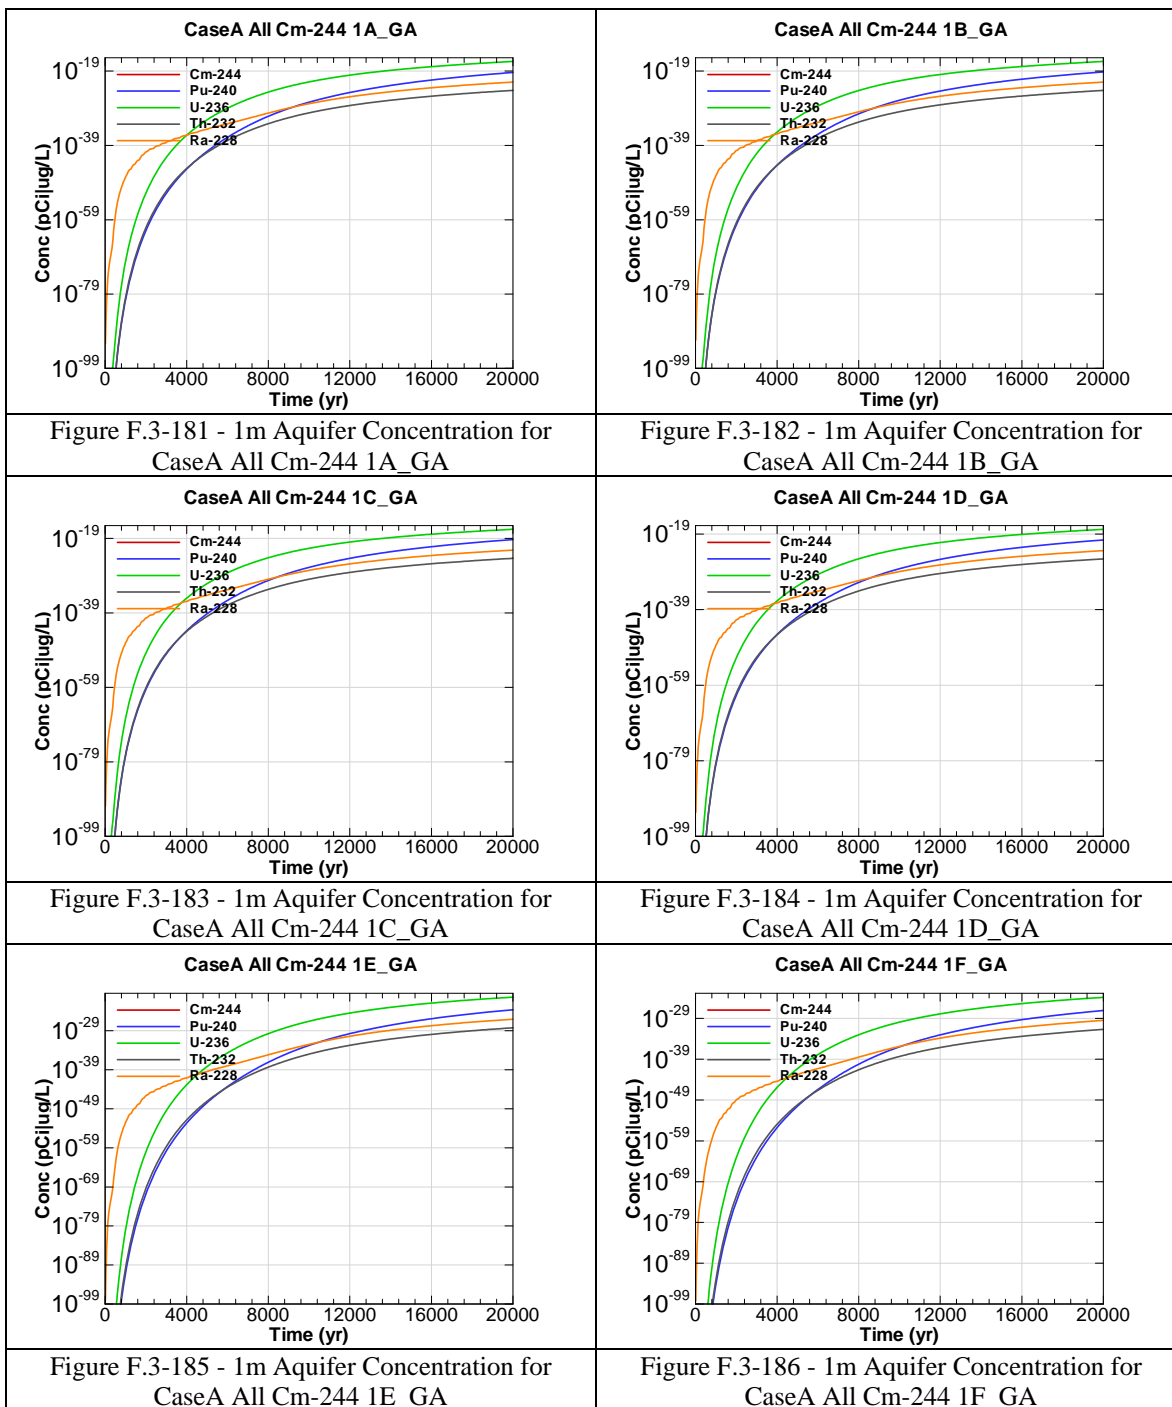 CaseA All Cm-244 1A_GA
Conc (pCi|ug/L)
10-19
10-39
10-59
10-79
10-99
Cm-244
Pu-240
U-236
Th-232
Ra-228
0 4000 8000 12000 16000 20000
Time (yr)
Figure F.3-181 - 1m Aquifer Concentration for
CaseA All Cm-244 1A_GA
CaseA All Cm-244 1B_GA
Conc (pCi|ug/L)
10-19
10-39
10-59
10-79
10-99
Cm-244
Pu-240
U-236
Th-232
Ra-228
0 4000 8000 12000 16000 20000
Time (yr)
Figure F.3-182 - 1m Aquifer Concentration for
CaseA All Cm-244 1B_GA
CaseA All Cm-244 1C_GA
Conc (pCi|ug/L)
10-19
10-39
10-59
10-79
10-99
Cm-244
Pu-240
U-236
Th-232
Ra-228
0 4000 8000 12000 16000 20000
Time (yr)
Figure F.3-183 - 1m Aquifer Concentration for
CaseA All Cm-244 1C_GA
CaseA All Cm-244 1D_GA
Conc (pCi|ug/L)
10-19
10-39
10-59
10-79
10-99
Cm-244
Pu-240
U-236
Th-232
Ra-228
0 4000 8000 12000 16000 20000
Time (yr)
Figure F.3-184 - 1m Aquifer Concentration for
CaseA All Cm-244 1D_GA
CaseA All Cm-244 1E_GA
Conc (pCi|ug/L)
10-29
10-39
10-49
10-59
10-69
10-79
10-89
10-99
Cm-244
Pu-240
U-236
Th-232
Ra-228
0 4000 8000 12000 16000 20000
Time (yr)
Figure F.3-185 - 1m Aquifer Concentration for
CaseA All Cm-244 1E_GA
CaseA All Cm-244 1F_GA
Conc (pCi|ug/L)
10-29
10-39
10-49
10-59
10-69
10-79
10-89
10-99
Cm-244
Pu-240
U-236
Th-232
Ra-228
0 4000 8000 12000 16000 20000
Time (yr)
Figure F.3-186 - 1m Aquifer Concentration for
CaseA All Cm-244 1F_GA